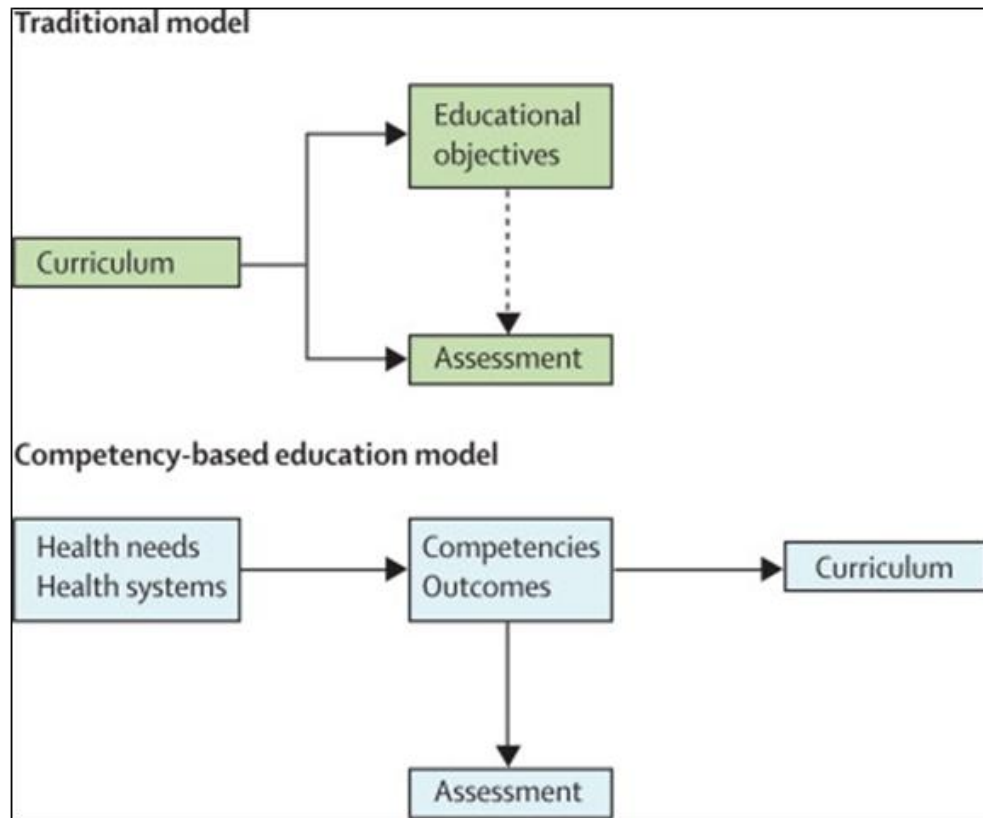 Traditional model
Educational
objectives
Curriculum
Assessment
Competency-based education model
Health needs
Health systems
Competencies
Outcomes
Curriculum
Assessment